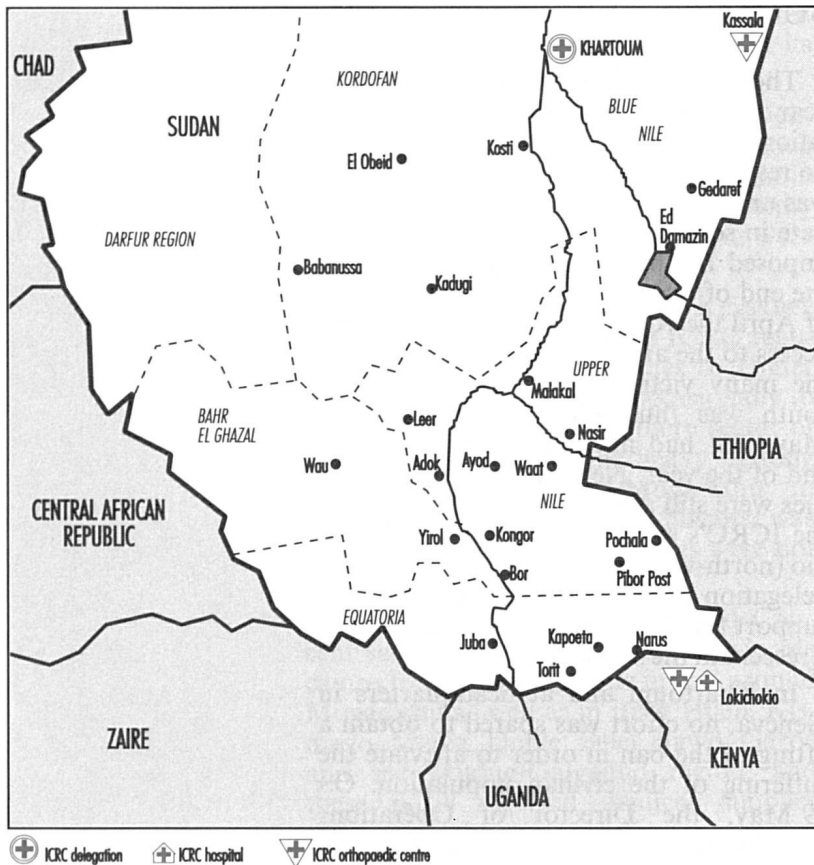 Kassala
CHAD
KHARTOUM
KORDOFAN
SUDAN
BLUE
NILE
Kosti
El Obeid
Gedaref
Ed
Damazin
DARFUR REGION
Babanussa
Kadugi
UPPER
Malakal
BAHR
EL GHAZAL
Leer
Nasir
ETHIOPIA
Wau
Adok
Ayod
Waat
NILE
CENTRAL AFRICAN
REPUBLIC
Yirol
Kongor
Pochala
Bor
Pibor Post
EQUATORIA
Juba
Kapoeta
Narus
Torit
Lokichokio
ZAIRE
KENYA
UGANDA
ICRC delegation
ICRC hospital
ICRC orthopaedic centre